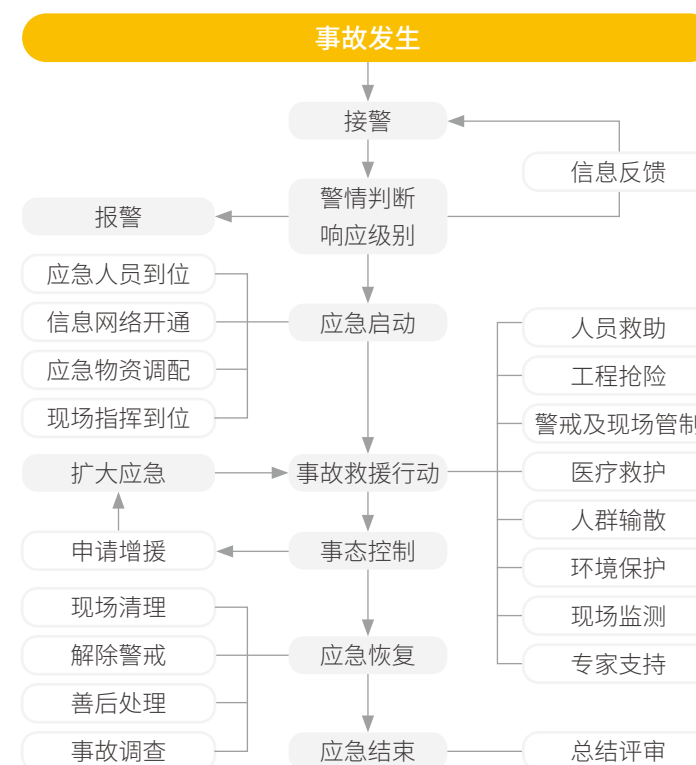 事故发生
接警
信息反馈
警情判断
响应级别
报警
应急人员到位
信息网络开通
应急物资调配
现场指挥到位
应急启动
人员救助
工程抢险
警戒及现场管制
医疗救护
人群输散
环境保护
现场监测
专家支持
扩大应急
事故救援行动
申请增援
事态控制
现场清理
解除警戒
善后处理
事故调查
应急恢复
应急结束
总结评审